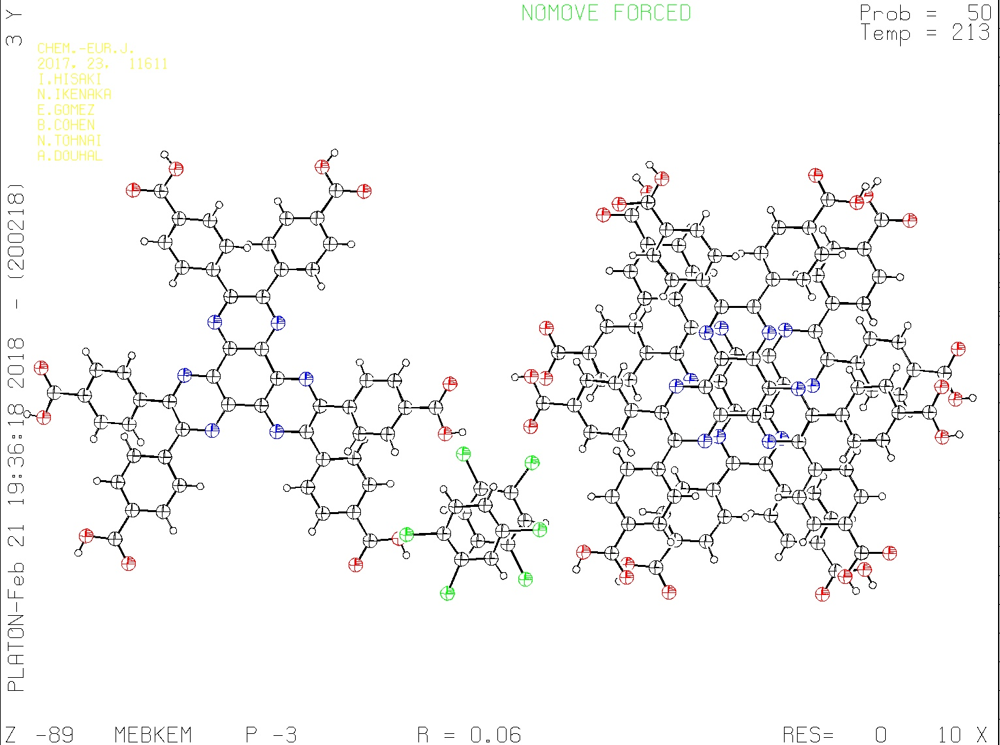 NOMOVE FORCED
Prob = 50
Temp = 213
CHEM.-EUR.J.
2017, 23, 11611
I.HISAKI
N.IKENAKA
E.GOMEZ
B.COHEN
N.TOHNAI
A.DOUHAL
PLATON-Feb 21 19:36:18 2018 - (200218) 3 Y
Z -89 MEBKEM P -3 R = 0.06 RES= 0 10 X